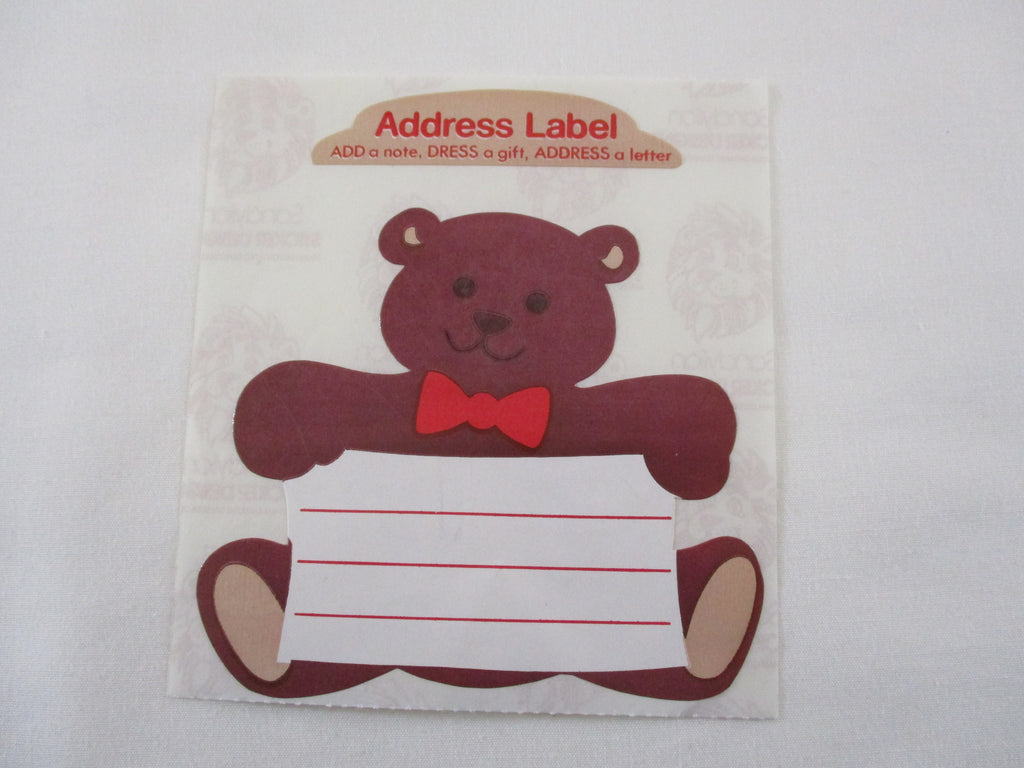 Address Label
ADD a note, DRESS a gift, ADDRESS a letter